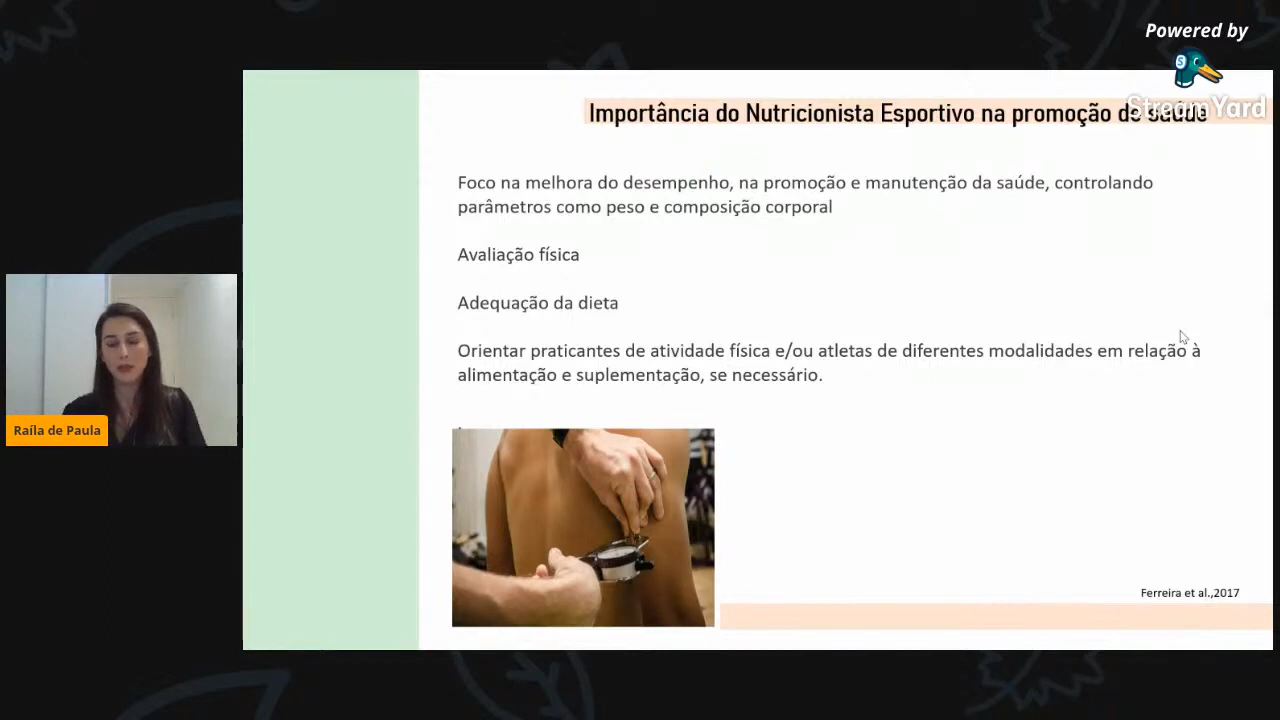 Powered by
StreamYard
Importância do Nutricionista Esportivo na promoção de saúde
Foco na melhora do desempenho, na promoção e manutenção da saúde, controlando
parâmetros como peso e composição corporal
Avaliação física
Adequação da dieta
Orientar praticantes de atividade física e/ou atletas de diferentes modalidades em relação à
alimentação e suplementação, se necessário.
Raíla de Paula
Ferreira et al.,2017